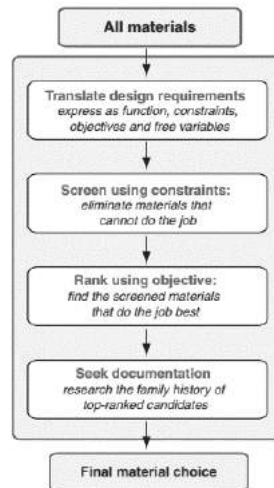 All materials
Translate design requirements
express as function, constraints,
objectives and free variables
Screen using constraints:
eliminate materials that
cannot do the job
Rank using objective:
find the screened materials
that do the job best
Seek documentation
research the family history of
top-ranked candidates
Final material choice